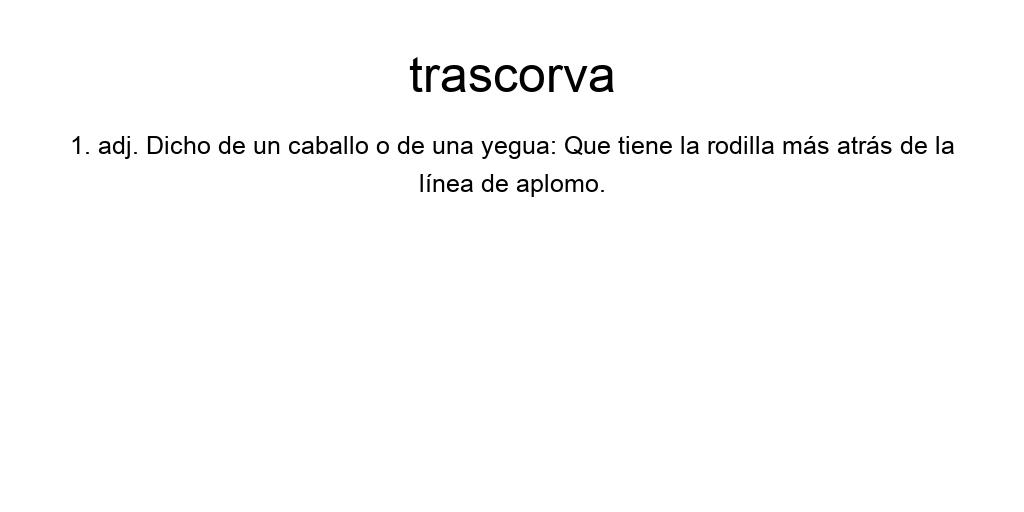 trascorva
1. adj. Dicho de un caballo o de una yegua: Que tiene la rodilla más atrás de la
línea de aplomo.